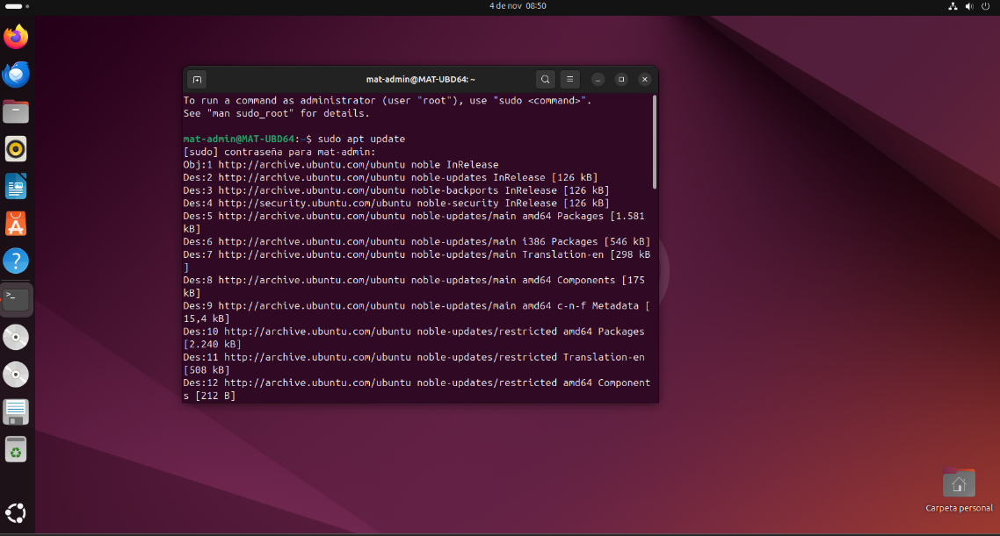 4 de nov 08:50
mat-admin@MAT-UBD64: ~
To run a command as administrator (user "root"), use "sudo <command>".
See "man sudo_root" for details.
mat-admin@MAT-UBD64:~$ sudo apt update
[sudo] contraseña para mat-admin:
Obj:1 http://archive.ubuntu.com/ubuntu noble InRelease
Des:2 http://archive.ubuntu.com/ubuntu noble-updates InRelease [126 kB]
Des:3 http://archive.ubuntu.com/ubuntu noble-backports InRelease [126 kB]
Des:4 http://security.ubuntu.com/ubuntu noble-security InRelease [126 kB]
Des:5 http://archive.ubuntu.com/ubuntu noble-updates/main amd64 Packages [1.581
kB]
Des:6 http://archive.ubuntu.com/ubuntu noble-updates/main i386 Packages [546 kB]
Des:7 http://archive.ubuntu.com/ubuntu noble-updates/main Translation-en [298 kB
]
Des:8 http://archive.ubuntu.com/ubuntu noble-updates/main amd64 Components [175
kB]
Des:9 http://archive.ubuntu.com/ubuntu noble-updates/main amd64 c-n-f Metadata [
15,4 kB]
Des:10 http://archive.ubuntu.com/ubuntu noble-updates/restricted amd64 Packages
[2.240 kB]
Des:11 http://archive.ubuntu.com/ubuntu noble-updates/restricted Translation-en
[508 kB]
Des:12 http://archive.ubuntu.com/ubuntu noble-updates/restricted amd64 Component
s [212 B]
Carpeta personal